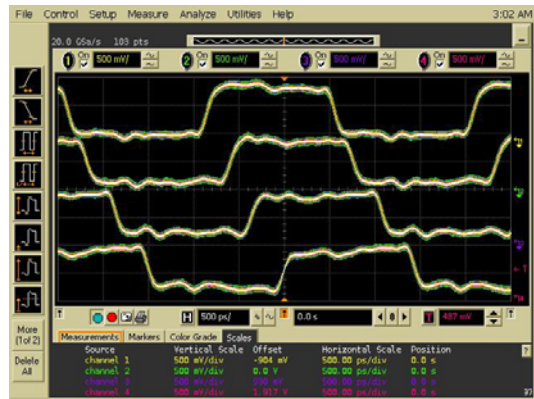 File Control Setup Measure Analyze Utilities Help 3:02 AM
20.0 GSa/s 103 pts
1 On 500 mV/ 2 On 500 mV/ 3 On 500 mV/ 4 On 500 mV/
T
H 500 ps/ 0.0 s 0 T 487 mV
More
(1of 2)
Delete
All
Measurements Markers Color Grade Scales
Source Vertical Scale Offset Horizontal Scale Position
channel 1 500 mV/div -904 mV 500.00 ps/div 0.0 s
channel 2 500 mV/div 0.0 V 500.00 ps/div 0.0 s
channel 3 500 mV/div 500.00 ps/div 0.0 s
channel 4 500 mV/div 1.917 V 500.00 ps/div 0.0 s
?